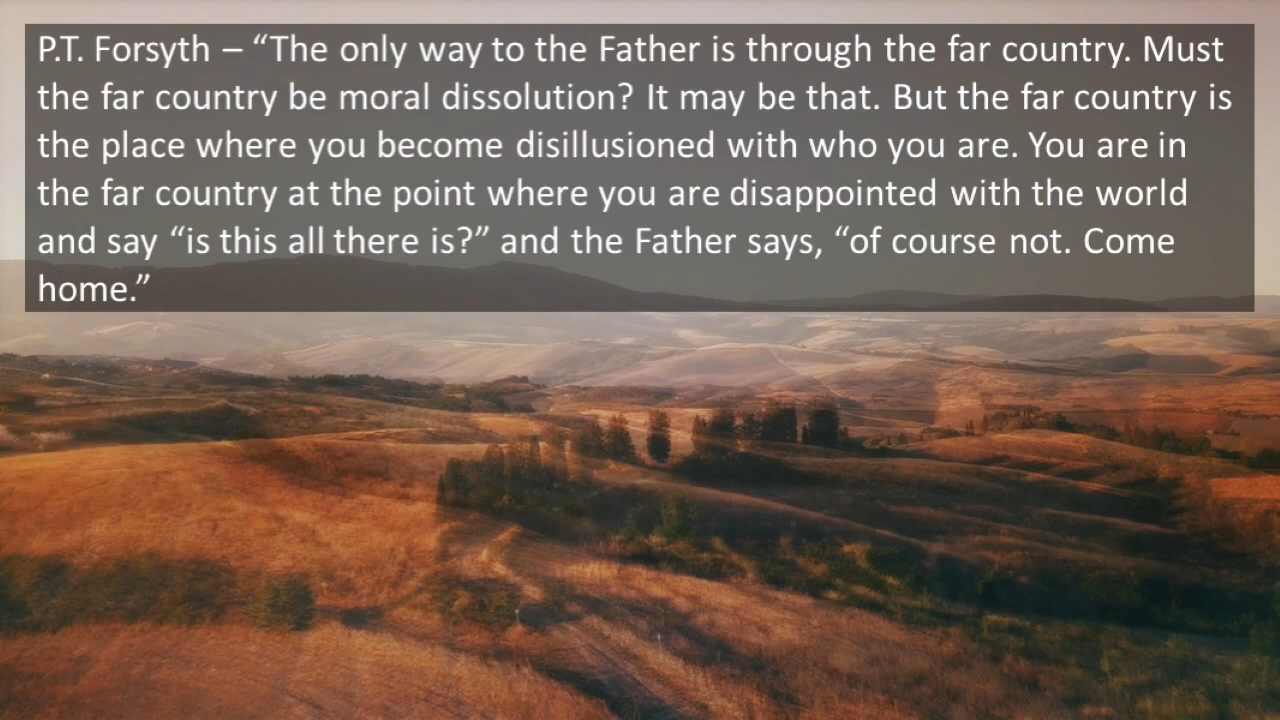 P.T. Forsyth – “The only way to the Father is through the far country. Must
the far country be moral dissolution? It may be that. But the far country is
the place where you become disillusioned with who you are. You are in
the far country at the point where you are disappointed with the world
and say “is this all there is?” and the Father says, “of course not. Come
home.”